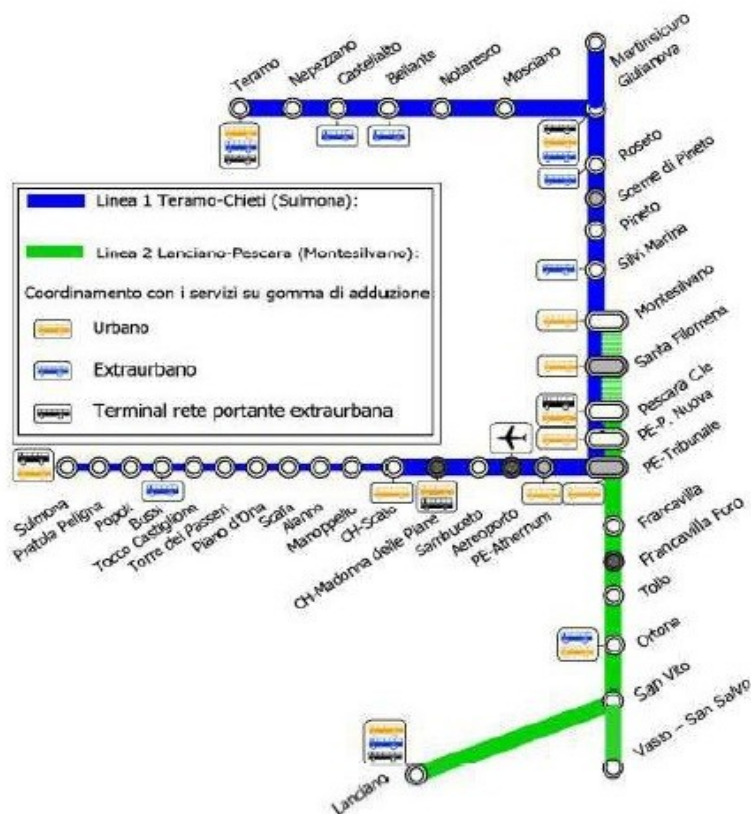 Teramo
Nepezzano
Castellalto
Bellante
Notaresco
Mosciano
Martinsicuro
Giulianova
Roseto
Scerne di Pineto
Pineto
Silvi Marina
Montesilvano
Santa Filomena
Pescara C.le
PE-P. Nuova
PE-Tribunale
Linea 1 Teramo-Chieti (Sulmona):
Linea 2 Lanciano-Pescara (Montesilvano):
Coordinamento con i servizi su gomma di adduzione
Urbano
Extraurbano
Terminal rete portante extraurbana
Sulmona
Pratola Peligna
Popoli
Bussi
Tocco Castiglione
Torre dei Passeri
Piano d'Orta
Scafa
Alanno
Manoppello
CH-Scalo
CH-Madonna delle Piane
Sambuceto
Aereoporto
PE-Athernum
Francavilla
Francavilla Foro
Tollo
Ortona
San Vito
Vasto – San Salvo
Lanciano